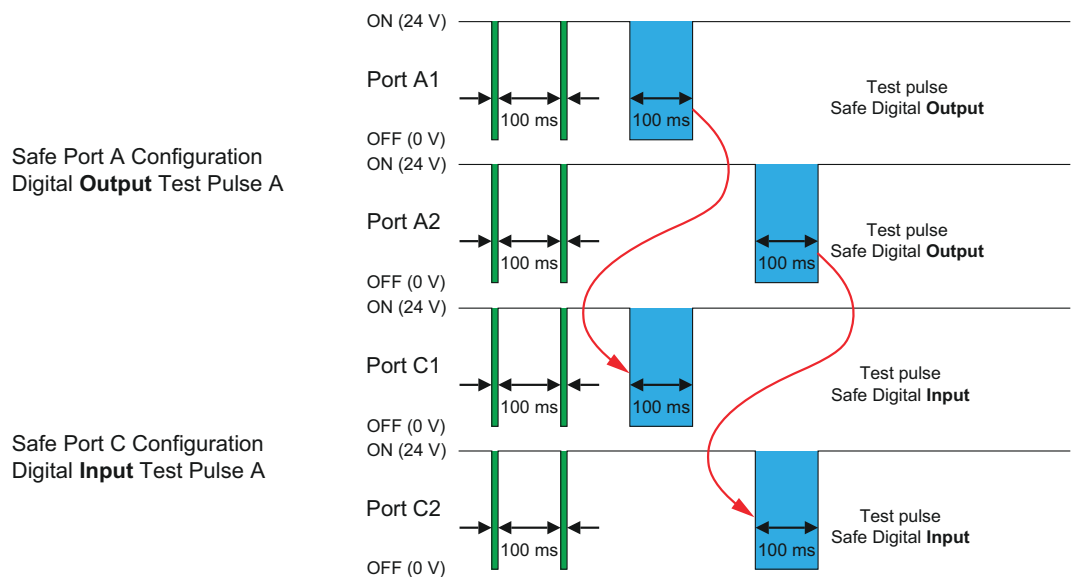 ON (24 V)
Port A1
100 ms
100 ms
Test pulse
Safe Digital Output
OFF (0 V)
Safe Port A Configuration
Digital Output Test Pulse A
ON (24 V)
Port A2
100 ms
100 ms
Test pulse
Safe Digital Output
OFF (0 V)
ON (24 V)
Port C1
100 ms
100 ms
Test pulse
Safe Digital Input
OFF (0 V)
Safe Port C Configuration
Digital Input Test Pulse A
ON (24 V)
Port C2
100 ms
100 ms
Test pulse
Safe Digital Input
OFF (0 V)